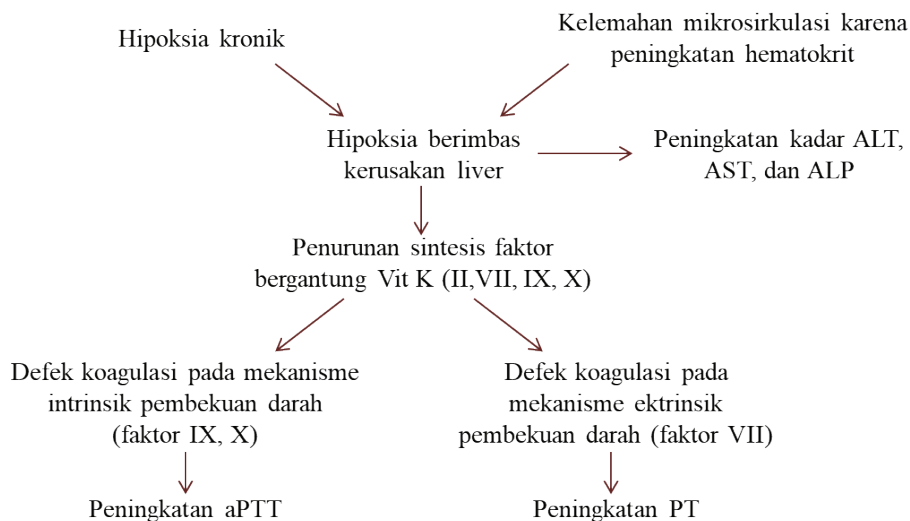 Hipoksia kronik
Kelemahan mikrosirkulasi karena
peningkatan hematokrit
Hipoksia berimbas
kerusakan liver
Peningkatan kadar ALT,
AST, dan ALP
Penurunan sintesis faktor
bergantung Vit K (II,VII, IX, X)
Defek koagulasi pada mekanisme
intrinsik pembekuan darah
(faktor IX, X)
Defek koagulasi pada
mekanisme ektrinsik
pembekuan darah (faktor VII)
Peningkatan aPTT
Peningkatan PT